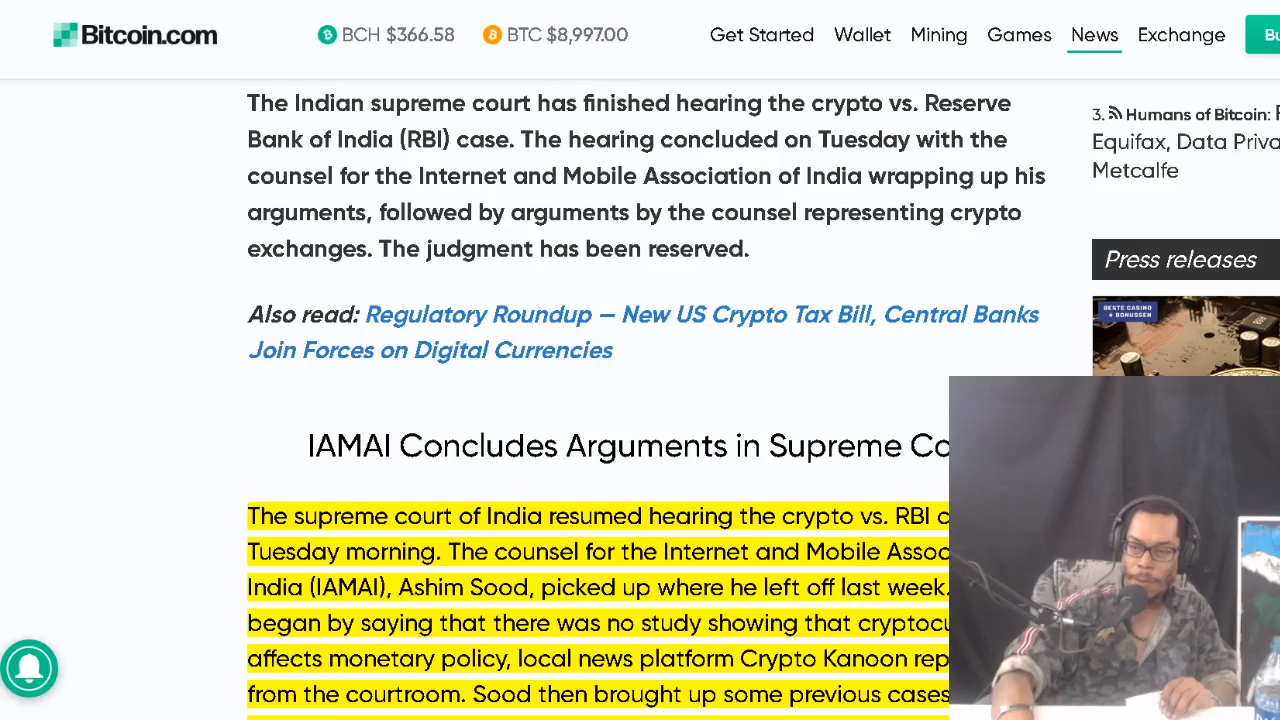 Bitcoin.com
BCH $366.58
BTC $8,997.00
Get Started Wallet Mining Games News Exchange
The Indian supreme court has finished hearing the crypto vs. Reserve
Bank of India (RBI) case. The hearing concluded on Tuesday with the
counsel for the Internet and Mobile Association of India wrapping up his
arguments, followed by arguments by the counsel representing crypto
exchanges. The judgment has been reserved.
Also read: Regulatory Roundup – New US Crypto Tax Bill, Central Banks
Join Forces on Digital Currencies
IAMAI Concludes Arguments in Supreme
The supreme court of India resumed hearing the crypto vs. RBI
Tuesday morning. The counsel for the Internet and Mobile
India (IAMAI), Ashim Sood, picked up where he left off last week.
began by saying that there was no study showing that
affects monetary policy, local news platform Crypto Kanoon
from the courtroom. Sood then brought up some previous cases
3. Humans of Bitcoin:
Equifax, Data
Metcalfe
Press releases
BESTE CASINO
BONUSSEN